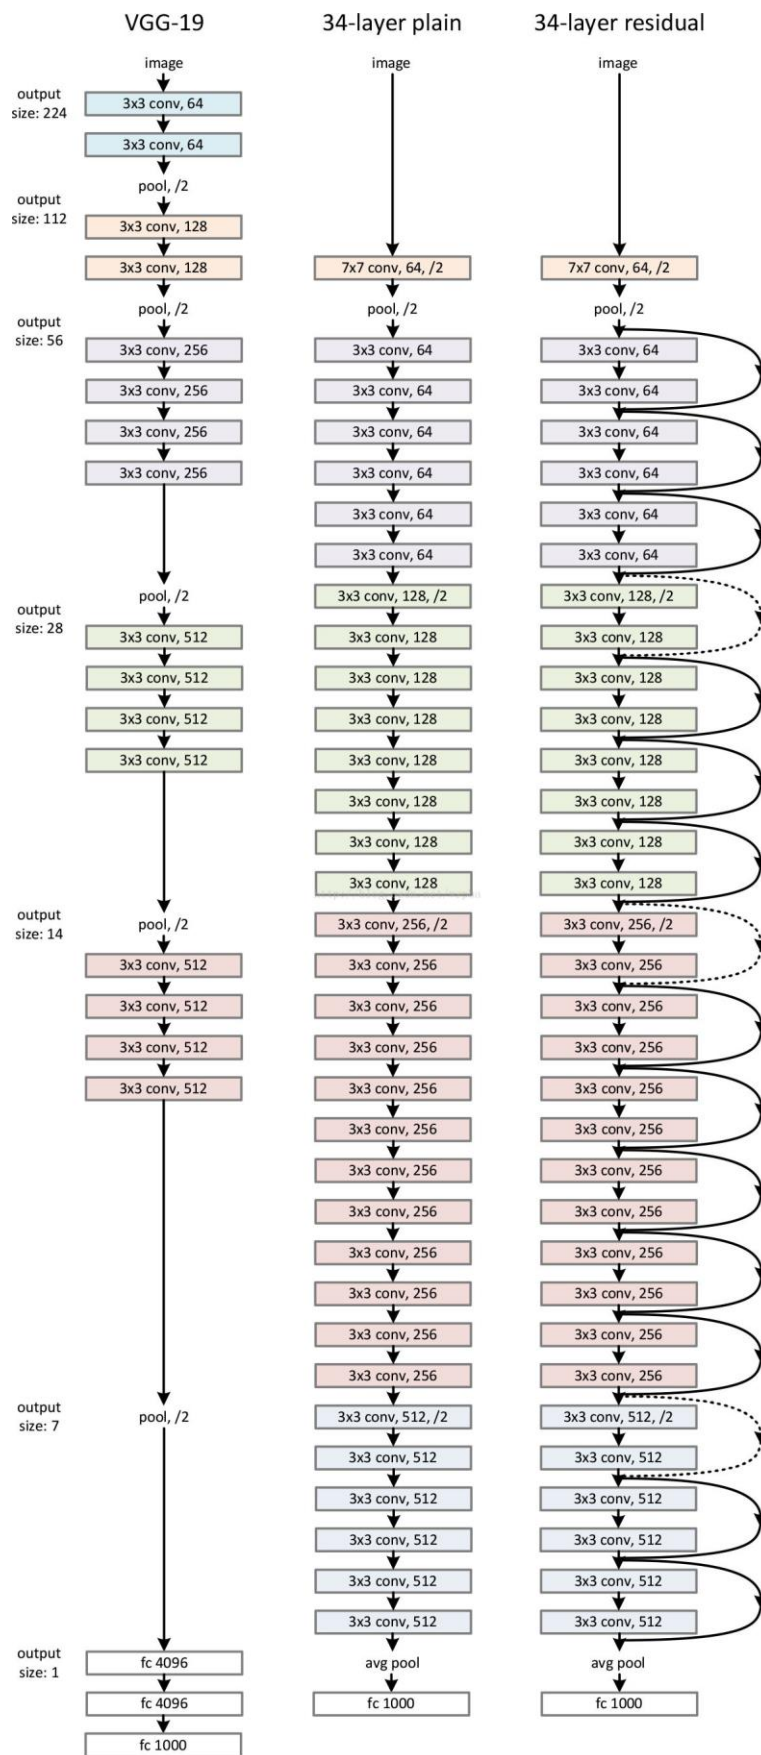 VGG-19
34-layer plain
34-layer residual
image
output
size: 224
3x3 conv, 64
3x3 conv, 64
pool, /2
output
size: 112
3x3 conv, 128
3x3 conv, 128
pool, /2
output
size: 56
3x3 conv, 256
3x3 conv, 256
3x3 conv, 256
3x3 conv, 256
pool, /2
output
size: 28
3x3 conv, 512
3x3 conv, 512
3x3 conv, 512
3x3 conv, 512
pool, /2
output
size: 14
3x3 conv, 512
3x3 conv, 512
3x3 conv, 512
3x3 conv, 512
output
size: 7
pool, /2
output
size: 1
fc 4096
fc 4096
fc 1000
image
7x7 conv, 64, /2
pool, /2
3x3 conv, 64
3x3 conv, 64
3x3 conv, 64
3x3 conv, 64
3x3 conv, 64
3x3 conv, 64
3x3 conv, 128, /2
3x3 conv, 128
3x3 conv, 128
3x3 conv, 128
3x3 conv, 128
3x3 conv, 128
3x3 conv, 128
3x3 conv, 128
3x3 conv, 256, /2
3x3 conv, 256
3x3 conv, 256
3x3 conv, 256
3x3 conv, 256
3x3 conv, 256
3x3 conv, 256
3x3 conv, 256
3x3 conv, 256
3x3 conv, 256
3x3 conv, 256
3x3 conv, 256
3x3 conv, 512, /2
3x3 conv, 512
3x3 conv, 512
3x3 conv, 512
3x3 conv, 512
3x3 conv, 512
avg pool
fc 1000
image
7x7 conv, 64, /2
pool, /2
3x3 conv, 64
3x3 conv, 64
3x3 conv, 64
3x3 conv, 64
3x3 conv, 64
3x3 conv, 64
3x3 conv, 128, /2
3x3 conv, 128
3x3 conv, 128
3x3 conv, 128
3x3 conv, 128
3x3 conv, 128
3x3 conv, 128
3x3 conv, 128
3x3 conv, 256, /2
3x3 conv, 256
3x3 conv, 256
3x3 conv, 256
3x3 conv, 256
3x3 conv, 256
3x3 conv, 256
3x3 conv, 256
3x3 conv, 256
3x3 conv, 256
3x3 conv, 256
3x3 conv, 256
3x3 conv, 512, /2
3x3 conv, 512
3x3 conv, 512
3x3 conv, 512
3x3 conv, 512
3x3 conv, 512
avg pool
fc 1000